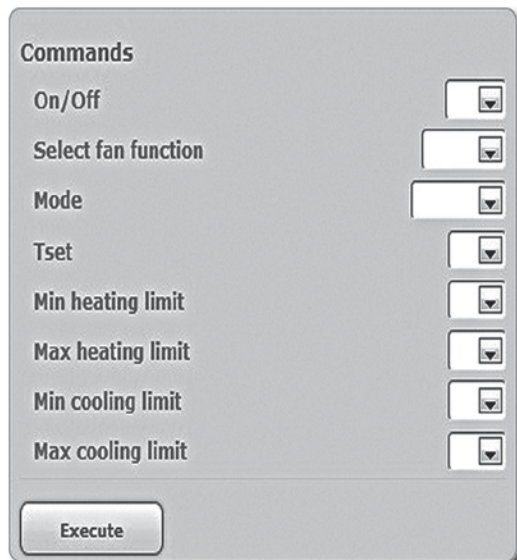 Commands
On/Off
Select fan function
Mode
Tset
Min heating limit
Max heating limit
Min cooling limit
Max cooling limit
Execute